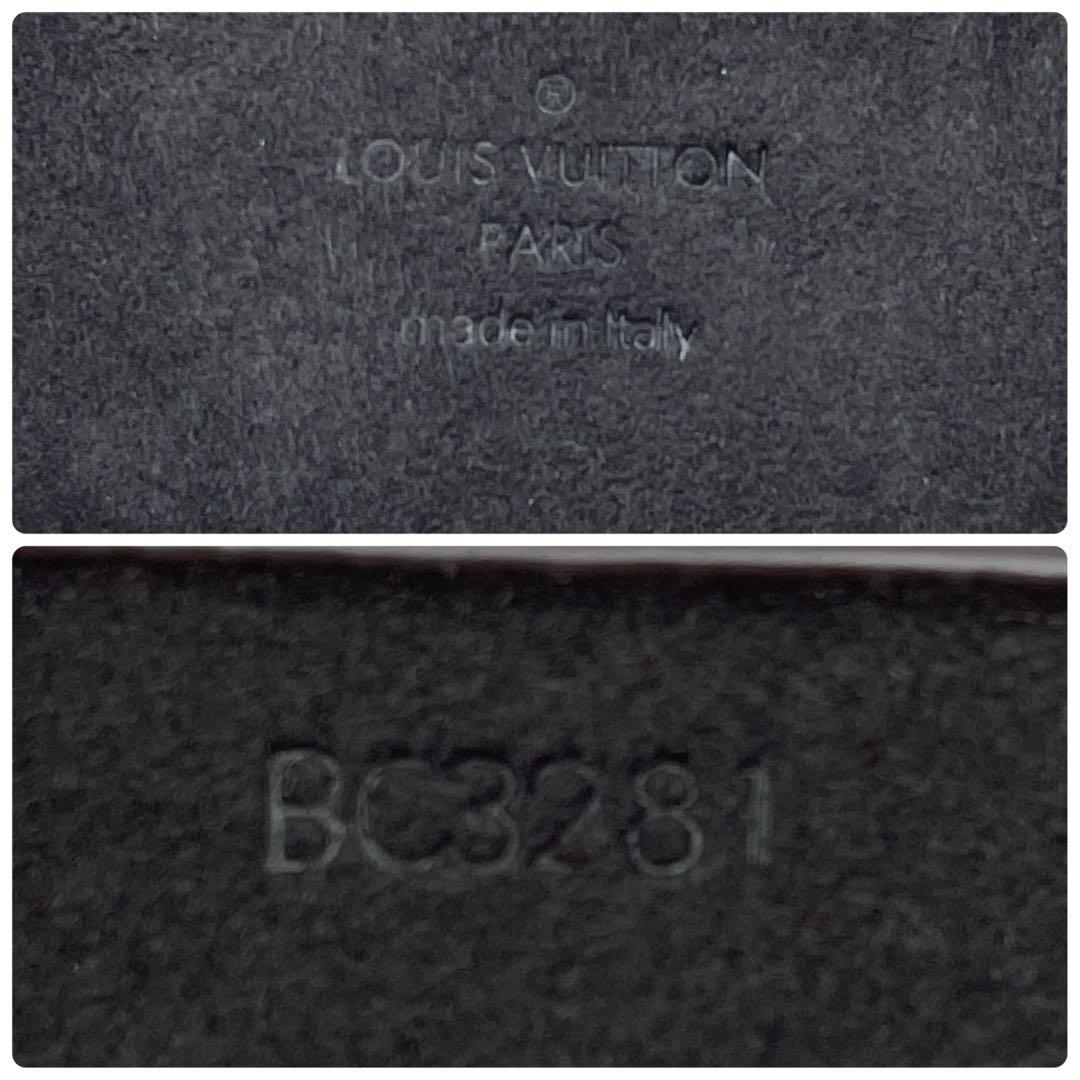 ®
LOUIS VUITTON
PARIS
made in Italy
BC3281